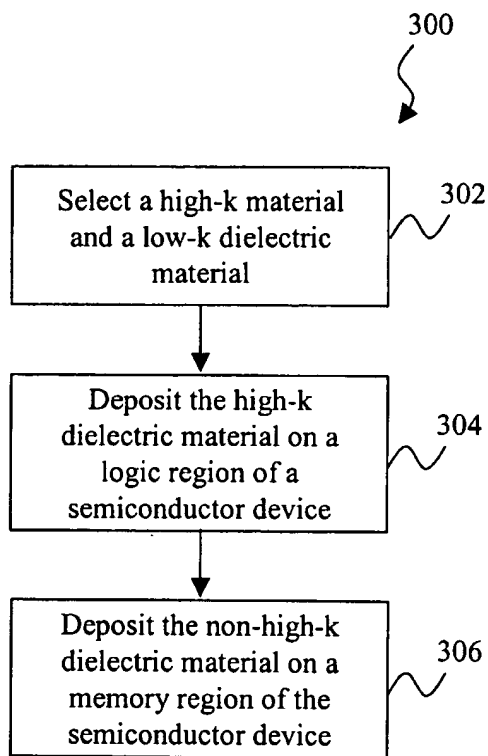 300
Select a high-k material
and a low-k dielectric
material
302
Deposit the high-k
dielectric material on a
logic region of a
semiconductor device
304
Deposit the non-high-k
dielectric material on a
memory region of the
semiconductor device
306